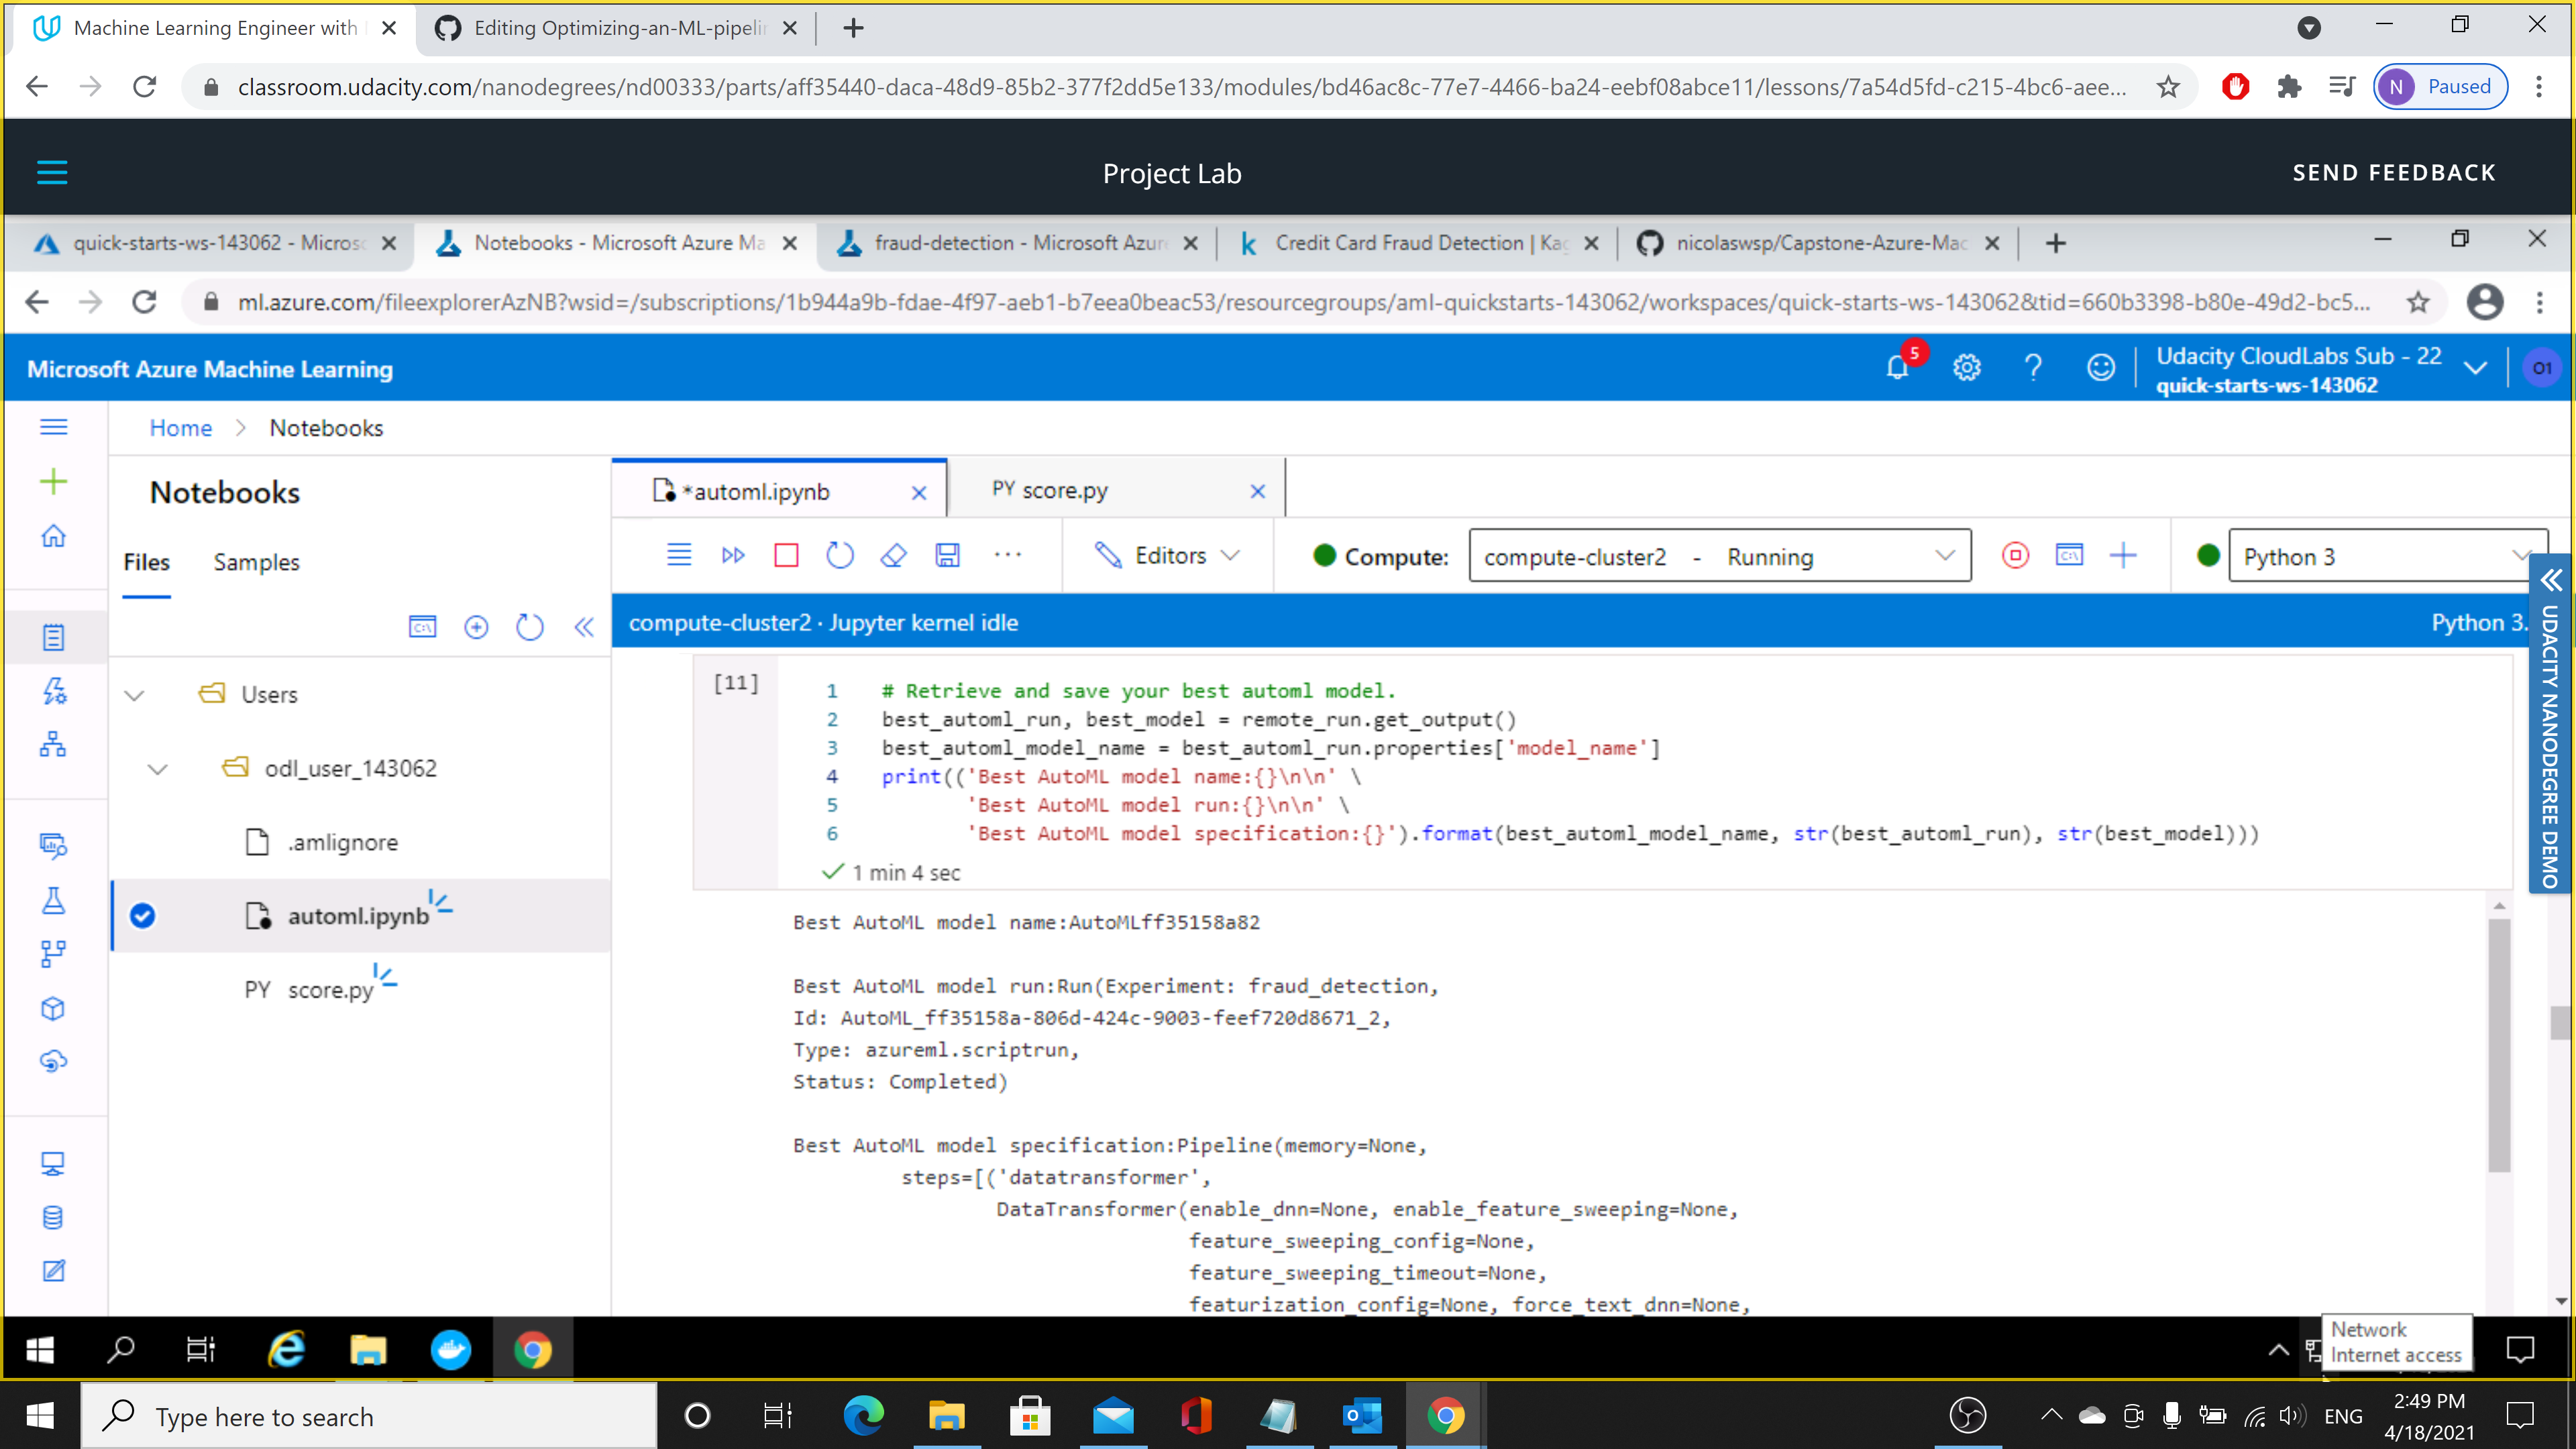 Machine Learning Engineer with
Editing Optimizing-an-ML-pipelin
classroom.udacity.com/nanodegrees/nd00333/parts/aff35440-daca-48d9-85b2-377f2dd5e133/modules/bd46ac8c-77e7-4466-ba24-eebf08abce11/lessons/7a54d5fd-c215-4bc6-aee...
N Paused
Project Lab
SEND FEEDBACK
quick-starts-ws-143062 - Microso
Notebooks - Microsoft Azure Ma
fraud-detection - Microsoft Azure
k Credit Card Fraud Detection | Kag
nicolaswsp/Capstone-Azure-Mac
ml.azure.com/fileexplorerAzNB?wsid=/subscriptions/1b944a9b-fdae-4f97-aeb1-b7eea0beac53/resourcegroups/aml-quickstarts-143062/workspaces/quick-starts-ws-143062&tid=660b3398-b80e-49d2-bc5...
Microsoft Azure Machine Learning
5
?
Udacity CloudLabs Sub - 22
quick-starts-ws-143062
O1
Home > Notebooks
Notebooks
Files Samples
Users
odl_user_143062
.amlignore
automl.ipynb
PY score.py
*automl.ipynb
PY score.py
Editors
Compute: compute-cluster2 - Running
Python 3
compute-cluster2 · Jupyter kernel idle
Python 3.
UDACITY NANODEGREE DEMO
[11]
1 # Retrieve and save your best automl model.
2 best_automl_run, best_model = remote_run.get_output()
3 best_automl_model_name = best_automl_run.properties['model_name']
4 print(('Best AutoML model name:{}\n\n' \
5 'Best AutoML model run:{}\n\n' \
6 'Best AutoML model specification:{}').format(best_automl_model_name, str(best_automl_run), str(best_model)))
1 min 4 sec
Best AutoML model name:AutoMLff35158a82
Best AutoML model run:Run(Experiment: fraud_detection,
Id: AutoML_ff35158a-806d-424c-9003-feef720d8671_2,
Type: azureml.scriptrun,
Status: Completed)
Best AutoML model specification:Pipeline(memory=None,
steps=[('datatransformer',
DataTransformer(enable_dnn=None, enable_feature_sweeping=None,
feature_sweeping_config=None,
feature_sweeping_timeout=None,
featurization_config=None, force_text_dnn=None,
Network
Internet access
Type here to search
ENG
2:49 PM
4/18/2021